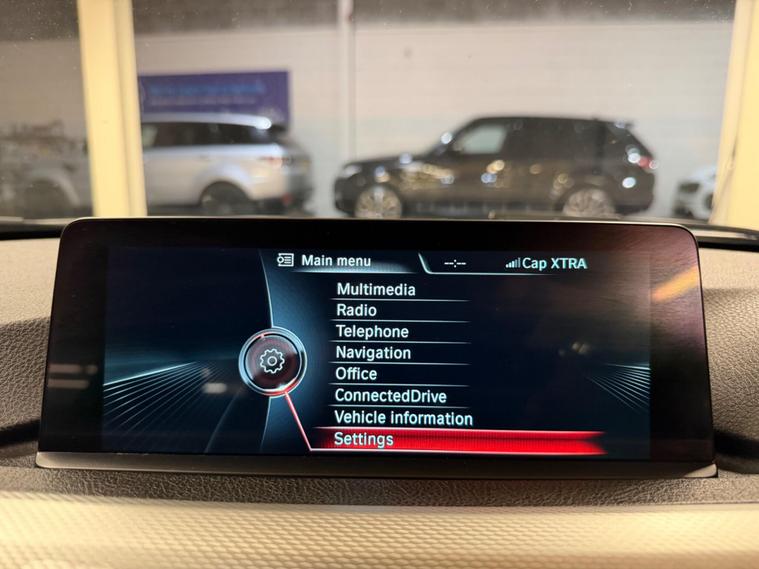 Main menu
--:--
Cap XTRA
Multimedia
Radio
Telephone
Navigation
Office
ConnectedDrive
Vehicle information
Settings